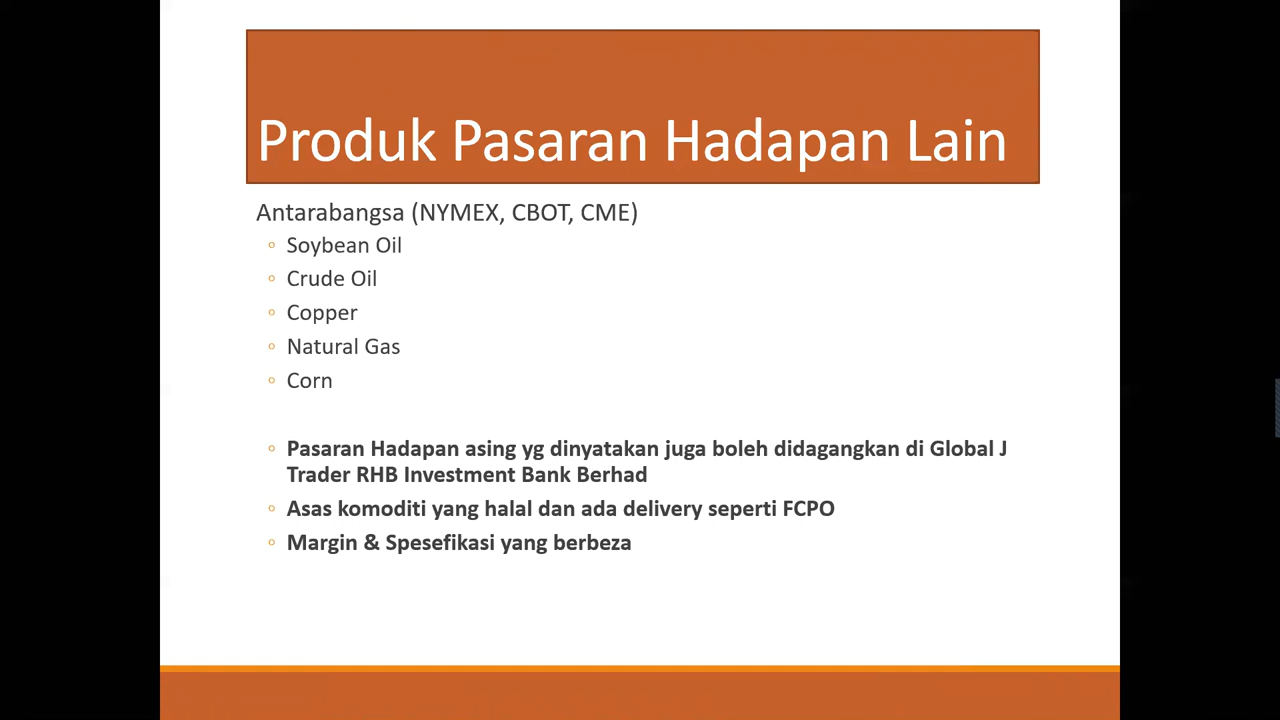 Produk Pasaran Hadapan Lain
Antarabangsa (NYMEX, CBOT, CME)
Soybean Oil
Crude Oil
Copper
Natural Gas
Corn
Pasaran Hadapan asing yg dinyatakan juga boleh didagangkan di Global J
Trader RHB Investment Bank Berhad
Asas komoditi yang halal dan ada delivery seperti FCPO
Margin & Spesefikasi yang berbeza